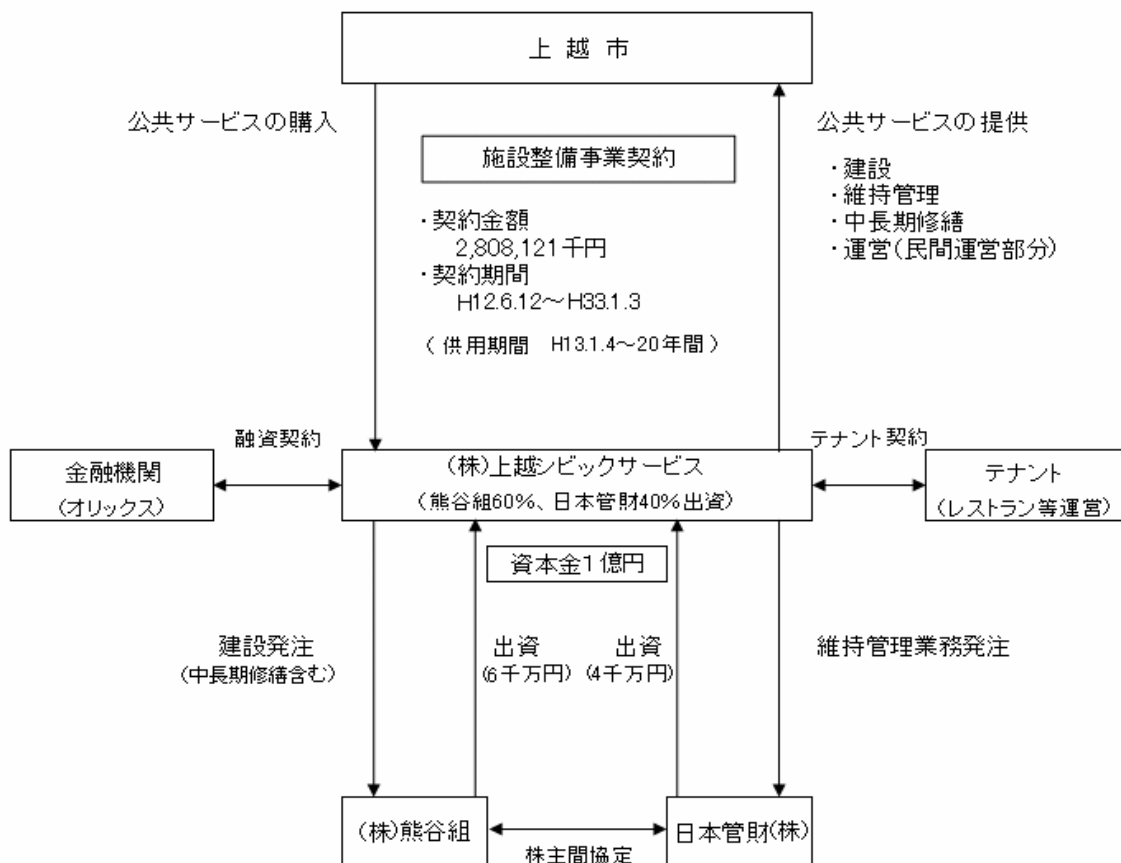 上越市
公共サービスの購入
公共サービスの提供
施設整備事業契約
・建設
・維持管理
・中長期修繕
・運営(民間運営部分)
・契約金額
2,808,121千円
・契約期間
H12.6.12～H33.1.3
(供用期間 H13.1.4～20年間)
融資契約
テナント契約
金融機関
(オリックス)
(株)上越シビックサービス
(熊谷組60%、日本管財40%出資)
テナント
(レストラン等運営)
資本金1億円
建設発注
(中長期修繕含む)
出資
(6千万円)
出資
(4千万円)
維持管理業務発注
(株)熊谷組
日本管財(株)
株主間協定